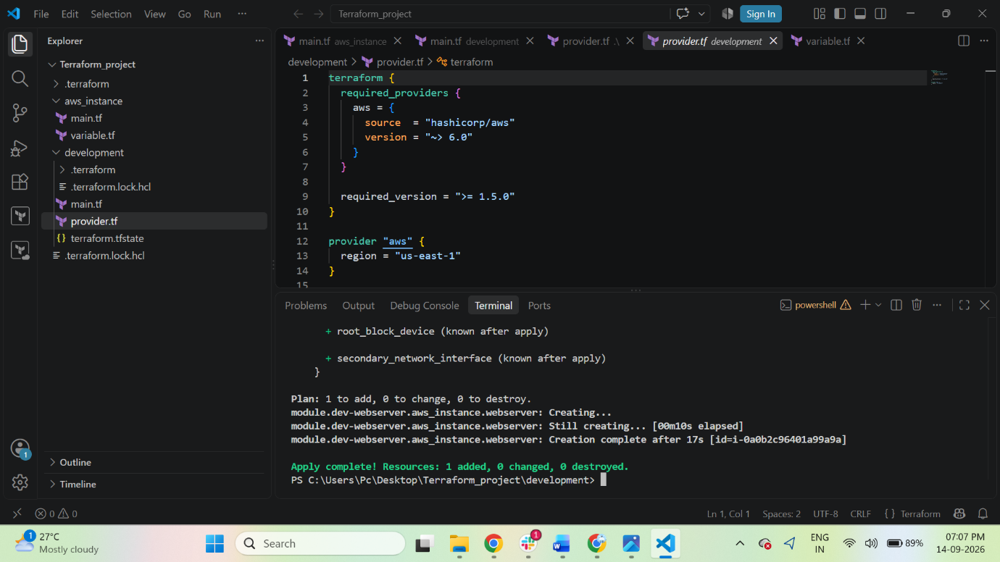 File Edit Selection View Go Run ···
Terraform_project
Sign In
Explorer
Terraform_project
.terraform
aws_instance
main.tf
variable.tf
development
.terraform
.terraform.lock.hcl
main.tf
provider.tf
terraform.tfstate
.terraform.lock.hcl
Outline
Timeline
main.tf aws_instance
main.tf development
provider.tf .\
provider.tf development
variable.tf
development > provider.tf > terraform
1 terraform {
2 required_providers {
3 aws = {
4 source = "hashicorp/aws"
5 version = "~> 6.0"
6 }
7 }
8
9 required_version = ">= 1.5.0"
10 }
11
12 provider "aws" {
13 region = "us-east-1"
14 }
15
Problems Output Debug Console Terminal Ports
powershell
+ root_block_device (known after apply)
+ secondary_network_interface (known after apply)
}
Plan: 1 to add, 0 to change, 0 to destroy.
module.dev-webserver.aws_instance.webserver: Creating...
module.dev-webserver.aws_instance.webserver: Still creating... [00m10s elapsed]
module.dev-webserver.aws_instance.webserver: Creation complete after 17s [id=i-0a0b2c96401a99a9a]
Apply complete! Resources: 1 added, 0 changed, 0 destroyed.
PS C:\Users\Pc\Desktop\Terraform_project\development>
1
0 0
Ln 1, Col 1 Spaces: 2 UTF-8 CRLF { } Terraform
1
27°C
Mostly cloudy
Search
1
ENG
IN
89%
07:07 PM
14-09-2026